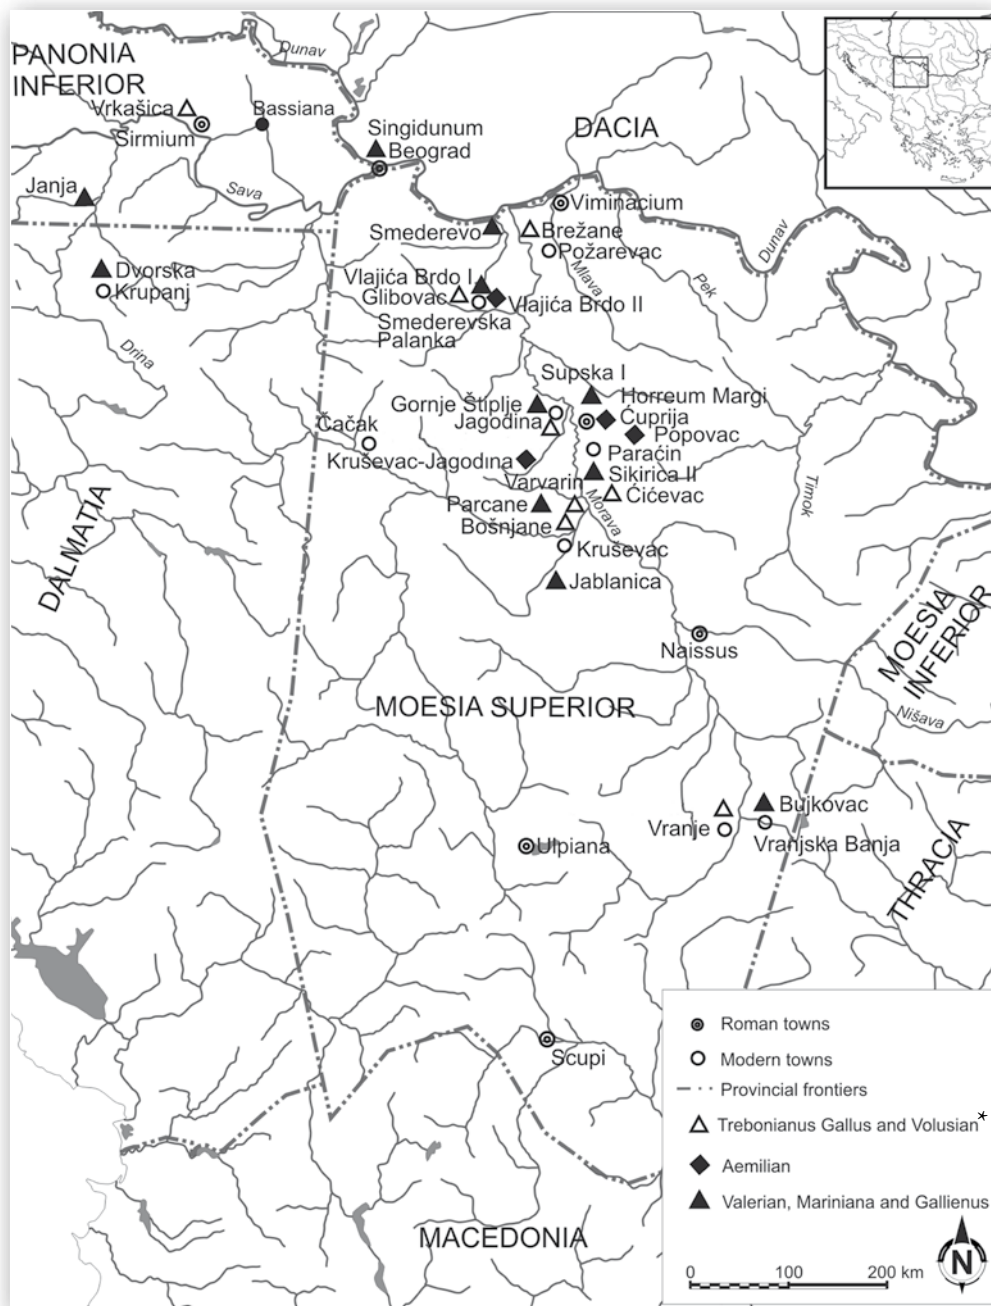 PANONIA
INFERIOR
Dunav
Vrkašica
Sirmium
Bassiana
Singidunum
Beograd
DACIA
Janja
Sava
Viminacium
Smederevo
Brežane
Požarevac
Dunav
Mlava
Pek
Dvorska
Krupanj
Vlajića Brdo I
Glibovac
Vlajića Brdo II
Smederevska
Palanka
Drina
Supska I
Horreum Margi
Gornje Štiplje
Jagodina
Ćuprija
Popovac
Čačak
Paraćin
Kruševac-Jagodina
Sikirica II
Varvarin
Ćićevac
Parcane
Morava
Timok
Bošnjane
Kruševac
Jablanica
DALMATIA
MOESIA
INFERIOR
Naissus
MOESIA SUPERIOR
Nišava
Bujkovac
Vranje
Vranjska Banja
Ulpiana
THRACIA
Scupi
MACEDONIA
Roman towns
Modern towns
Provincial frontiers
Trebonianus Gallus and Volusian*
Aemilian
Valerian, Mariniana and Gallienus
N
0 100 200 km